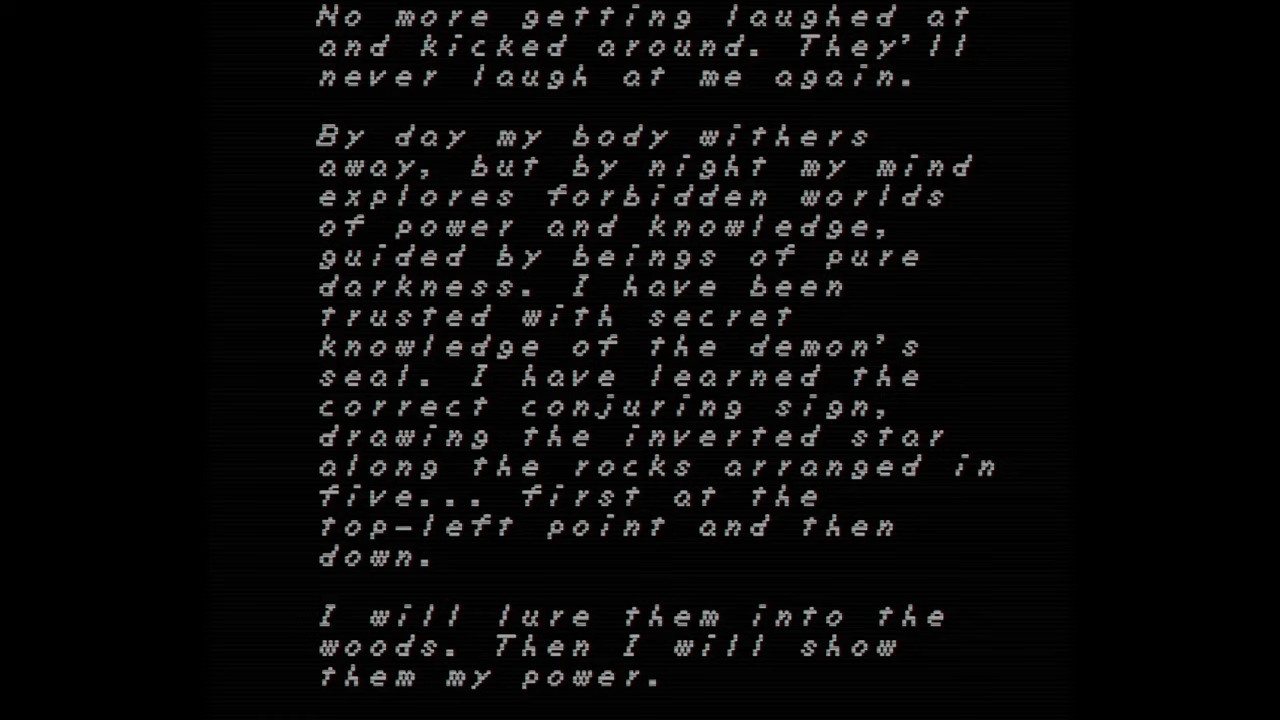 No more getting laughed at
and kicked around. They'll
never laugh at me again.
By day my body withers
away, but by night my mind
explores forbidden worlds
of power and knowledge,
guided by beings of pure
darkness. I have been
trusted with secret
knowledge of the demon's
seal. I have learned the
correct conjuring sign,
drawing the inverted star
along the rocks arranged in
five... first at the
top-left point and then
down.
I will lure them into the
woods. Then I will show
them my power.